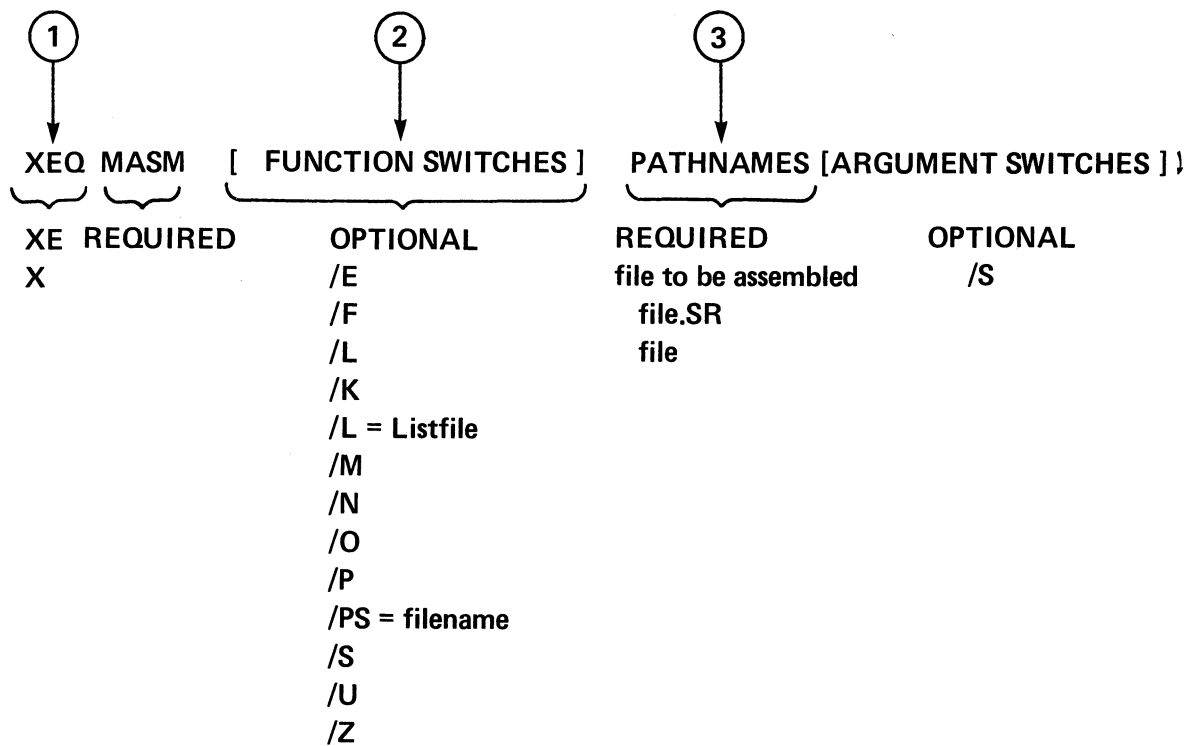 1 2 3
XEQ MASM [ FUNCTION SWITCHES ] PATHNAMES [ARGUMENT SWITCHES ]
XE REQUIRED OPTIONAL REQUIRED OPTIONAL
X /E file to be assembled /S
/F file.SR
/L file
/K
/L = Listfile
/M
/N
/O
/P
/PS = filename
/S
/U
/Z